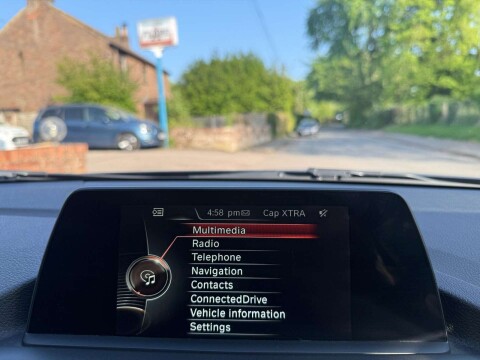 4:58 pm Cap XTRA
Multimedia
Radio
Telephone
Navigation
Contacts
ConnectedDrive
Vehicle information
Settings